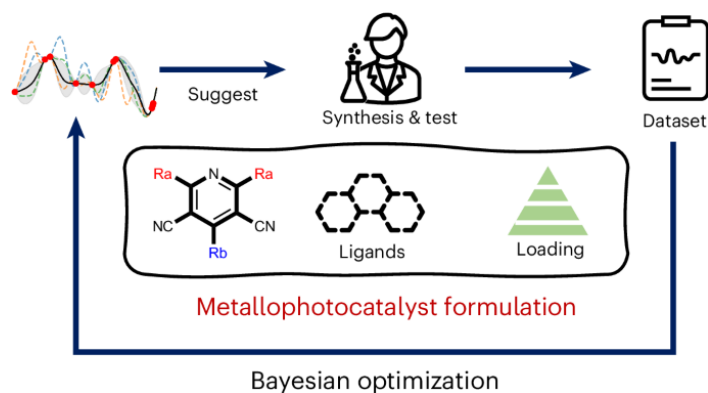 Suggest
Synthesis & test
Dataset
Ra N Ra
NC CN
Rb
Ligands
Loading
Metallophotocatalyst formulation
Bayesian optimization